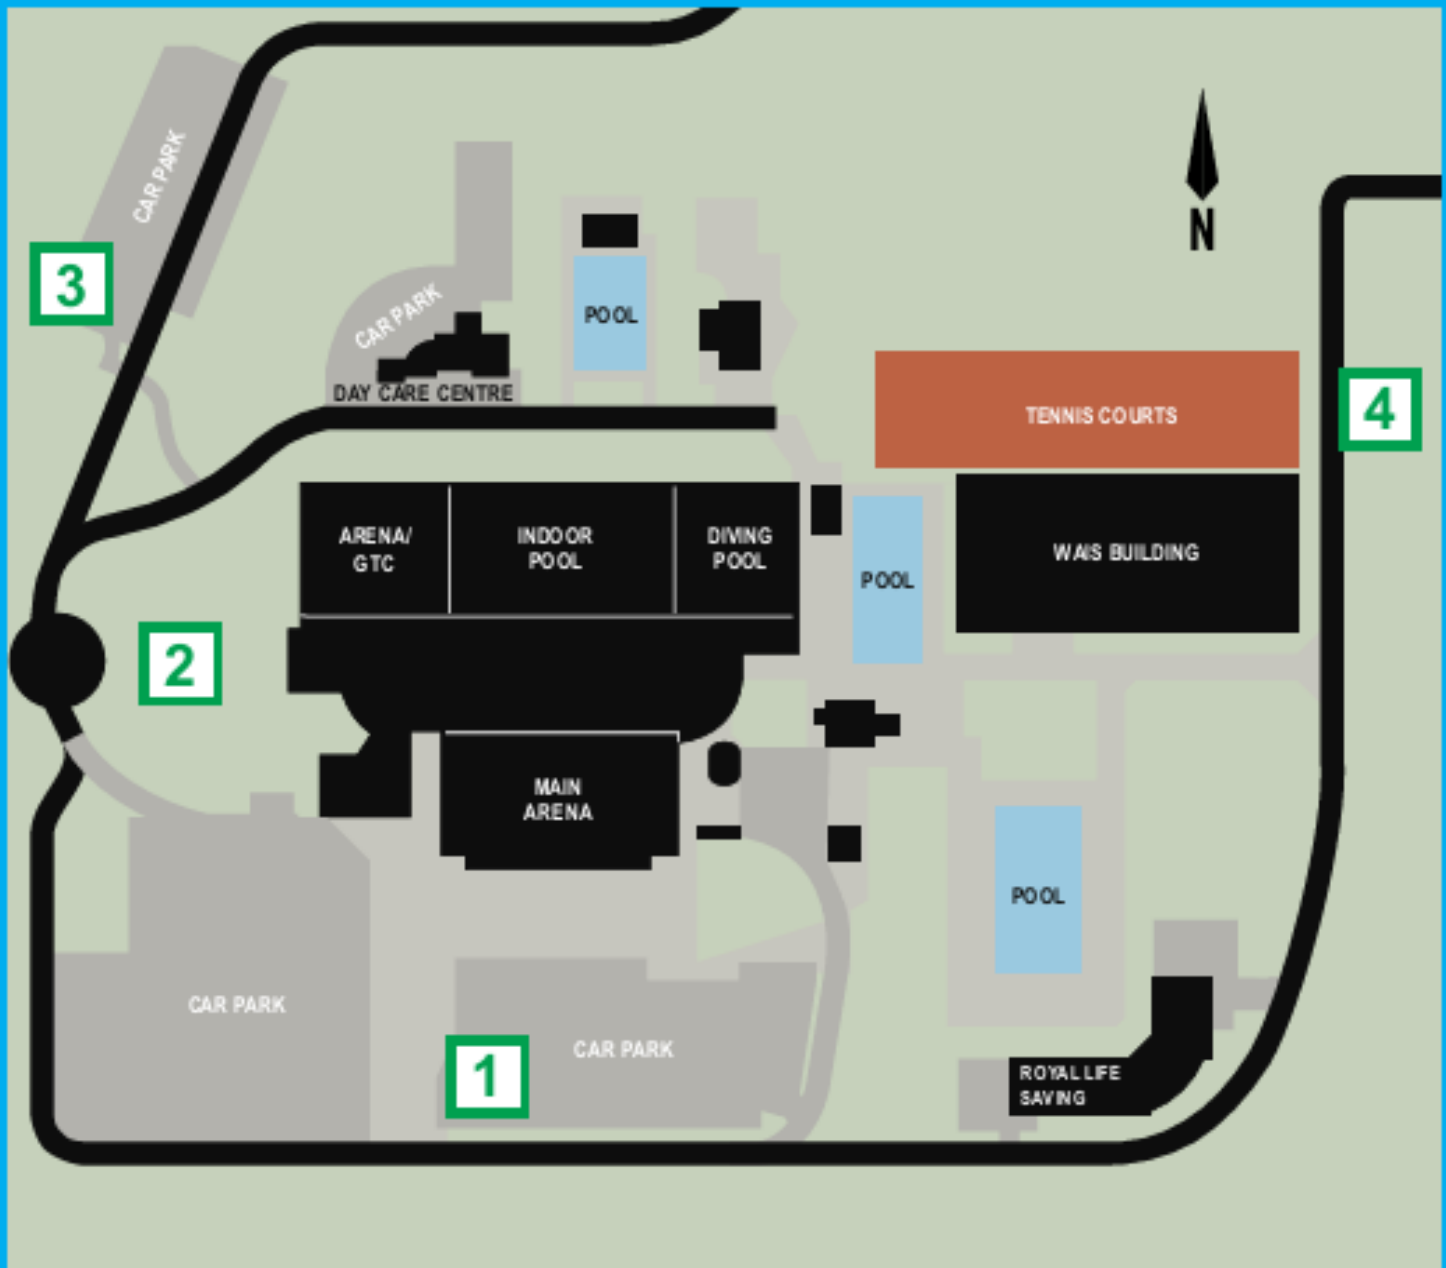 CAR PARK
N
3
CAR PARK
POOL
DAY CARE CENTRE
TENNIS COURTS
4
ARENA/
GTC
INDOOR
POOL
DIVING
POOL
POOL
WAIS BUILDING
2
MAIN
ARENA
POOL
CAR PARK
1
CAR PARK
ROYAL LIFE
SAVING